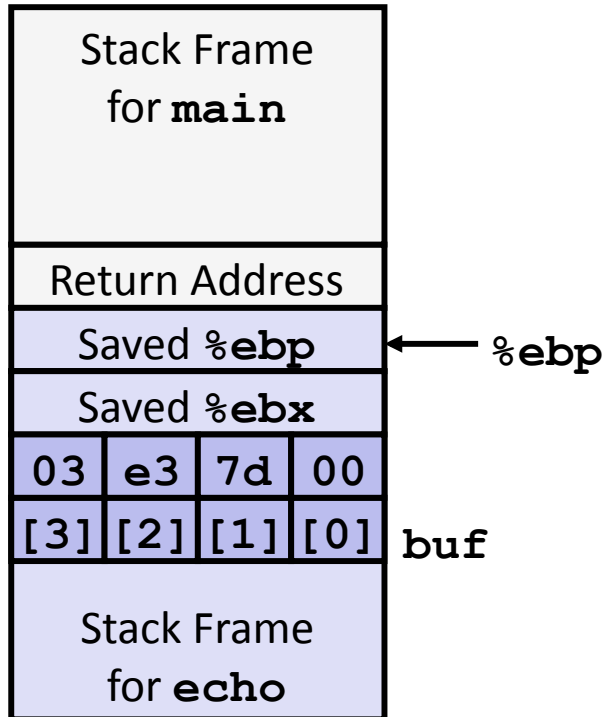 Stack Frame
for main
Return Address
Saved %ebp
%ebp
Saved %ebx
03 e3 7d 00
[3] [2] [1] [0]
buf
Stack Frame
for echo